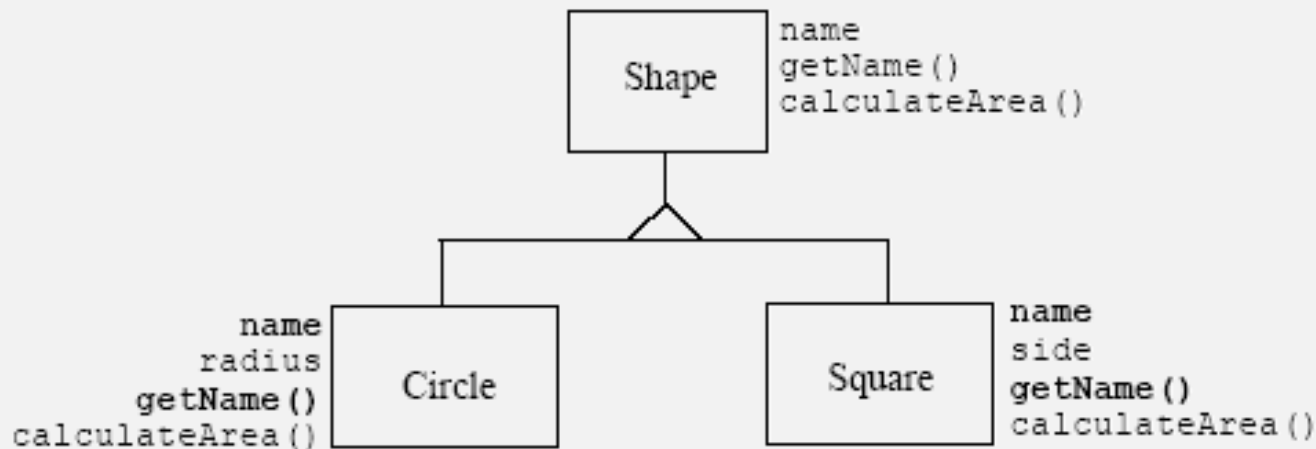 Shape
name
getName()
calculateArea()
name
radius
getName()
calculateArea()
Circle
Square
name
side
getName()
calculateArea()